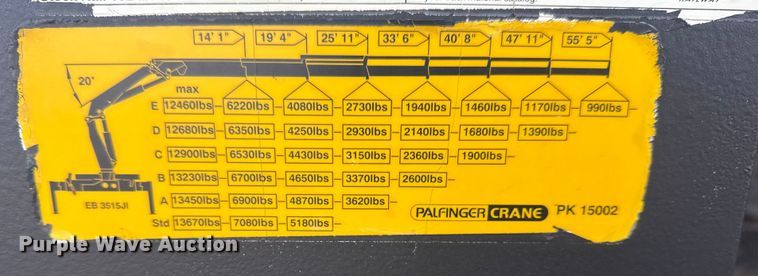 14' 1" 19' 4" 25' 11" 33' 6" 40' 8" 47' 11" 55' 5"
20'
max
E 12460lbs 6220lbs 4080lbs 2730lbs 1940lbs 1460lbs 1170lbs 990lbs
D 12680lbs 6350lbs 4250lbs 2930lbs 2140lbs 1680lbs 1390lbs
C 12900lbs 6530lbs 4430lbs 3150lbs 2360lbs 1900lbs
B 13230lbs 6700lbs 4650lbs 3370lbs 2600lbs
A 13450lbs 6900lbs 4870lbs 3620lbs
Std 13670lbs 7080lbs 5180lbs
EB 3515JI
PALFINGER CRANE PK 15002
Purple Wave Auction